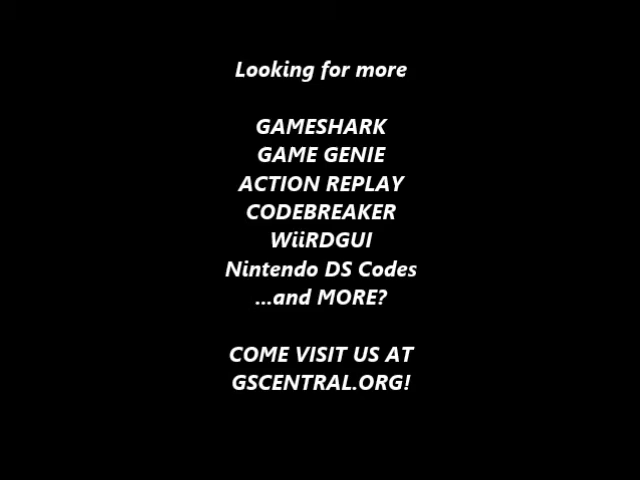 Looking for more
GAMESHARK
GAME GENIE
ACTION REPLAY
CODEBREAKER
WiiRDGUI
Nintendo DS Codes
...and MORE?
COME VISIT US AT
GSCENTRAL.ORG!